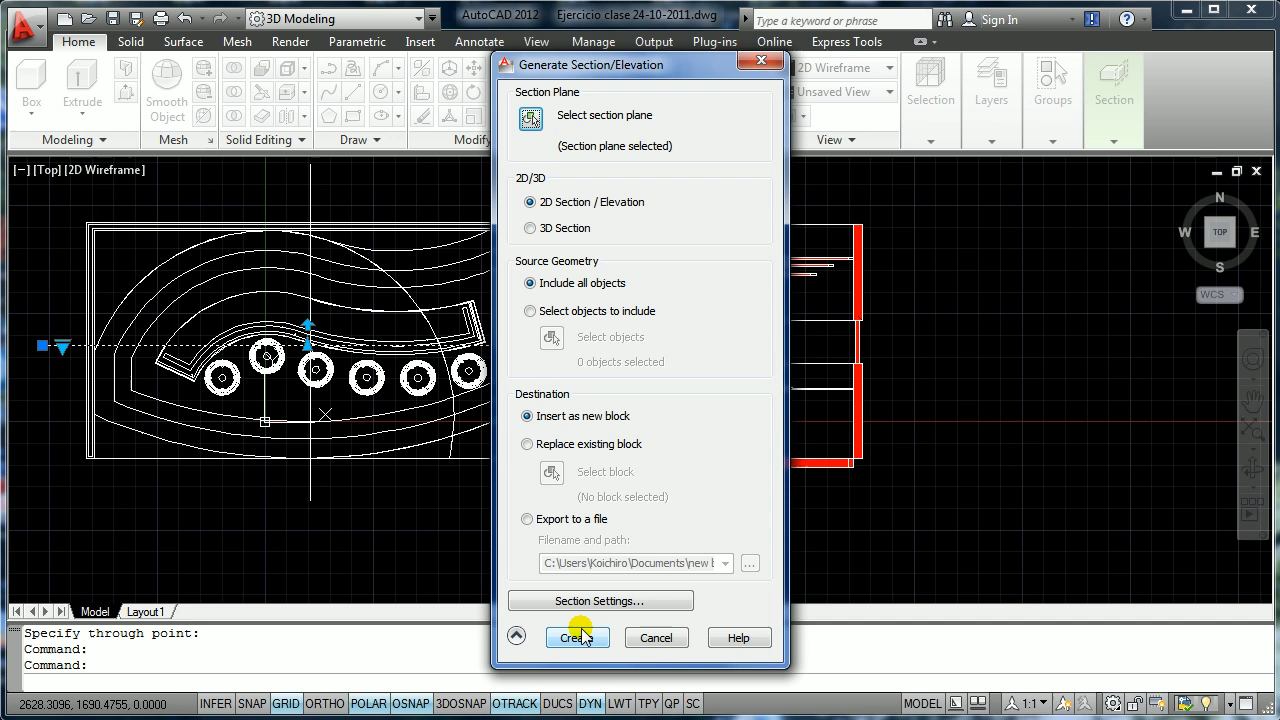 3D Modeling
AutoCAD 2012 Ejercicio clase 24-10-2011.dwg
Type a keyword or phrase
Sign In
Home Solid Surface Mesh Render Parametric Insert Annotate View Manage Output Plug-ins Online Express Tools
Box
Extrude
Smooth
Object
2D Wireframe
Unsaved View
Selection
Layers
Groups
Section
Modeling
Mesh
Solid Editing
Draw
Modify
View
[−][Top][2D Wireframe]
N
W
TOP
E
S
WCS
Generate Section/Elevation
Section Plane
Select section plane
(Section plane selected)
2D/3D
2D Section / Elevation
3D Section
Source Geometry
Include all objects
Select objects to include
Select objects
0 objects selected
Destination
Insert as new block
Replace existing block
Select block
(No block selected)
Export to a file
Filename and path:
C:\Users\Koichiro\Documents\new b
...
Section Settings...
Create
Cancel
Help
Model
Layout1
Specify through point:
Command:
Command:
2628.3096, 1690.4755, 0.0000
INFER SNAP GRID ORTHO POLAR OSNAP 3DOSNAP OTRACK DUCS DYN LWT TPY QP SC
MODEL
1:1